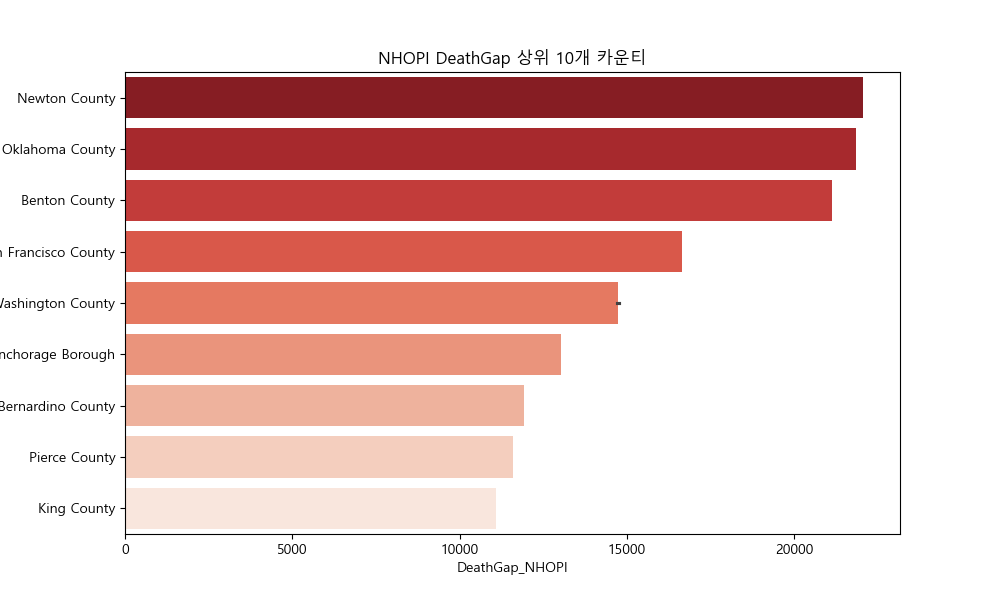 NHOPI DeathGap 상위 10개 카운티
Newton County
Oklahoma County
Benton County
Francisco County
Washington County
nchorage Borough
Bernardino County
Pierce County
King County
0 5000 10000 15000 20000
DeathGap_NHOPI